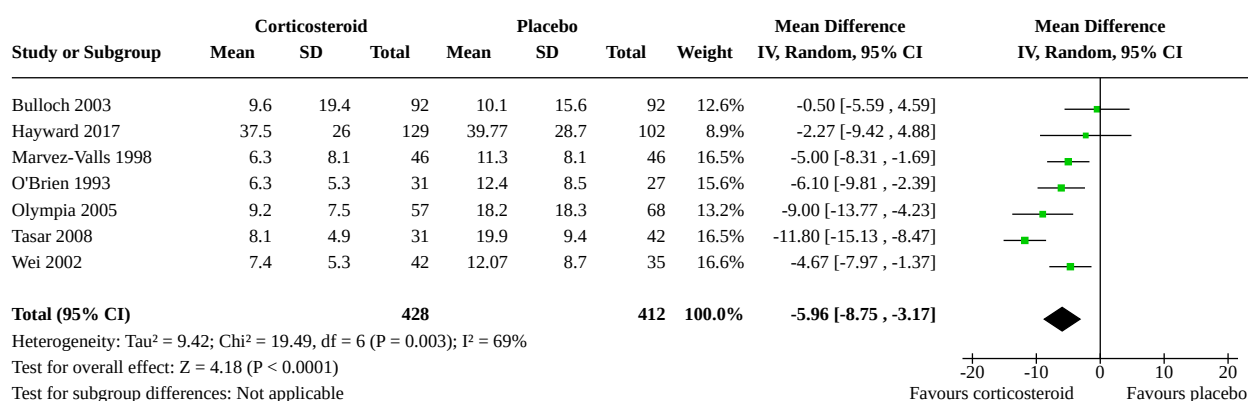 Corticosteroid Placebo Mean Difference Mean Difference
Study or Subgroup Mean SD Total Mean SD Total Weight IV, Random, 95% CI IV, Random, 95% CI
Bulloch 2003 9.6 19.4 92 10.1 15.6 92 12.6% -0.50 [-5.59 , 4.59]
Hayward 2017 37.5 26 129 39.77 28.7 102 8.9% -2.27 [-9.42 , 4.88]
Marvez-Valls 1998 6.3 8.1 46 11.3 8.1 46 16.5% -5.00 [-8.31 , -1.69]
O'Brien 1993 6.3 5.3 31 12.4 8.5 27 15.6% -6.10 [-9.81 , -2.39]
Olympia 2005 9.2 7.5 57 18.2 18.3 68 13.2% -9.00 [-13.77 , -4.23]
Tasar 2008 8.1 4.9 31 19.9 9.4 42 16.5% -11.80 [-15.13 , -8.47]
Wei 2002 7.4 5.3 42 12.07 8.7 35 16.6% -4.67 [-7.97 , -1.37]
Total (95% CI) 428 412 100.0% -5.96 [-8.75 , -3.17]
Heterogeneity: Tau² = 9.42; Chi² = 19.49, df = 6 (P = 0.003); I² = 69%
Test for overall effect: Z = 4.18 (P < 0.0001) -20 -10 0 10 20
Test for subgroup differences: Not applicable Favours corticosteroid Favours placebo